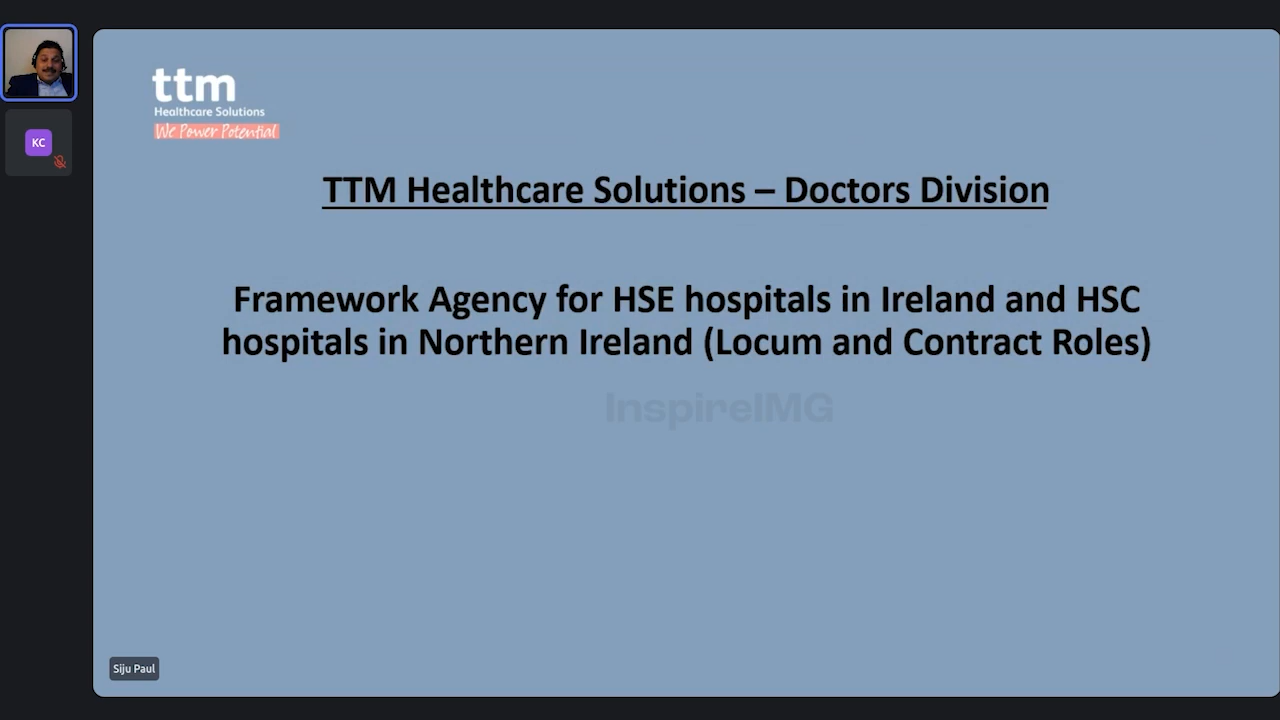 ttm
Healthcare Solutions
We Power Potential
KC
TTM Healthcare Solutions – Doctors Division
Framework Agency for HSE hospitals in Ireland and HSC
hospitals in Northern Ireland (Locum and Contract Roles)
InspireIMG
Siju Paul